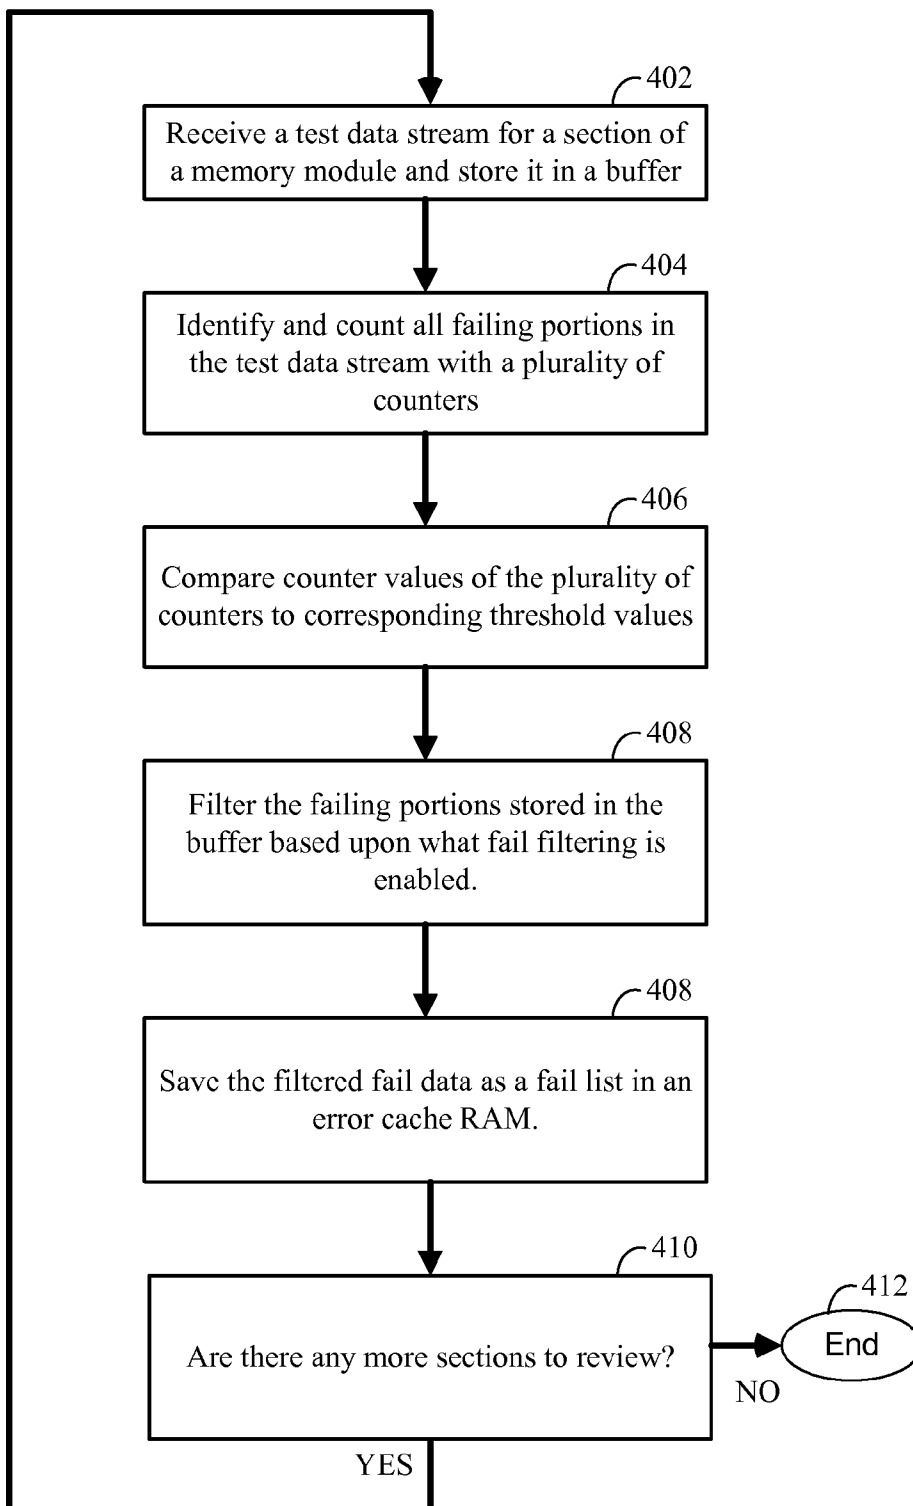 402
Receive a test data stream for a section of
a memory module and store it in a buffer
404
Identify and count all failing portions in
the test data stream with a plurality of
counters
406
Compare counter values of the plurality of
counters to corresponding threshold values
408
Filter the failing portions stored in the
buffer based upon what fail filtering is
enabled.
408
Save the filtered fail data as a fail list in an
error cache RAM.
410
Are there any more sections to review?
412
End
NO
YES